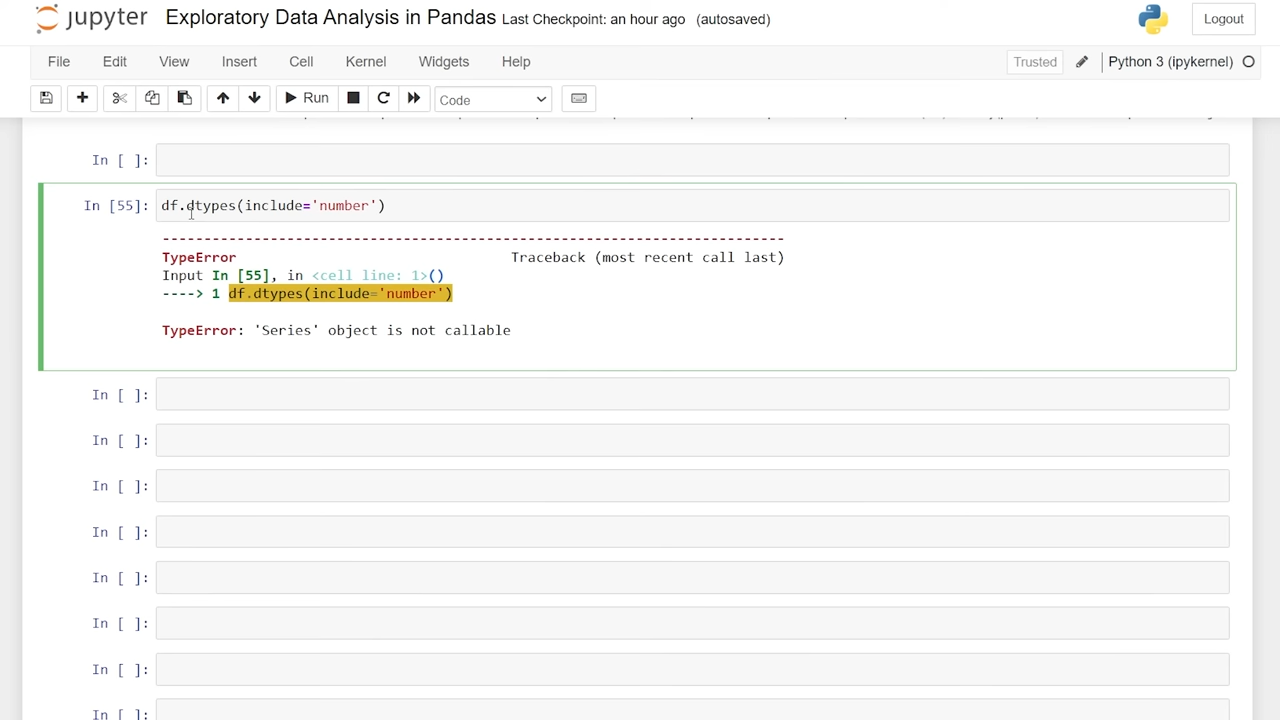 jupyter Exploratory Data Analysis in Pandas Last Checkpoint: an hour ago (autosaved) Logout
File Edit View Insert Cell Kernel Widgets Help Trusted Python 3 (ipykernel)
Run Code
In [ ]:
In [55]: df.dtypes(include='number')
---------------------------------------------------------------------------
TypeError Traceback (most recent call last)
Input In [55], in <cell line: 1>()
----> 1 df.dtypes(include='number')
TypeError: 'Series' object is not callable
In [ ]:
In [ ]:
In [ ]:
In [ ]:
In [ ]:
In [ ]:
In [ ]:
In [ ]: